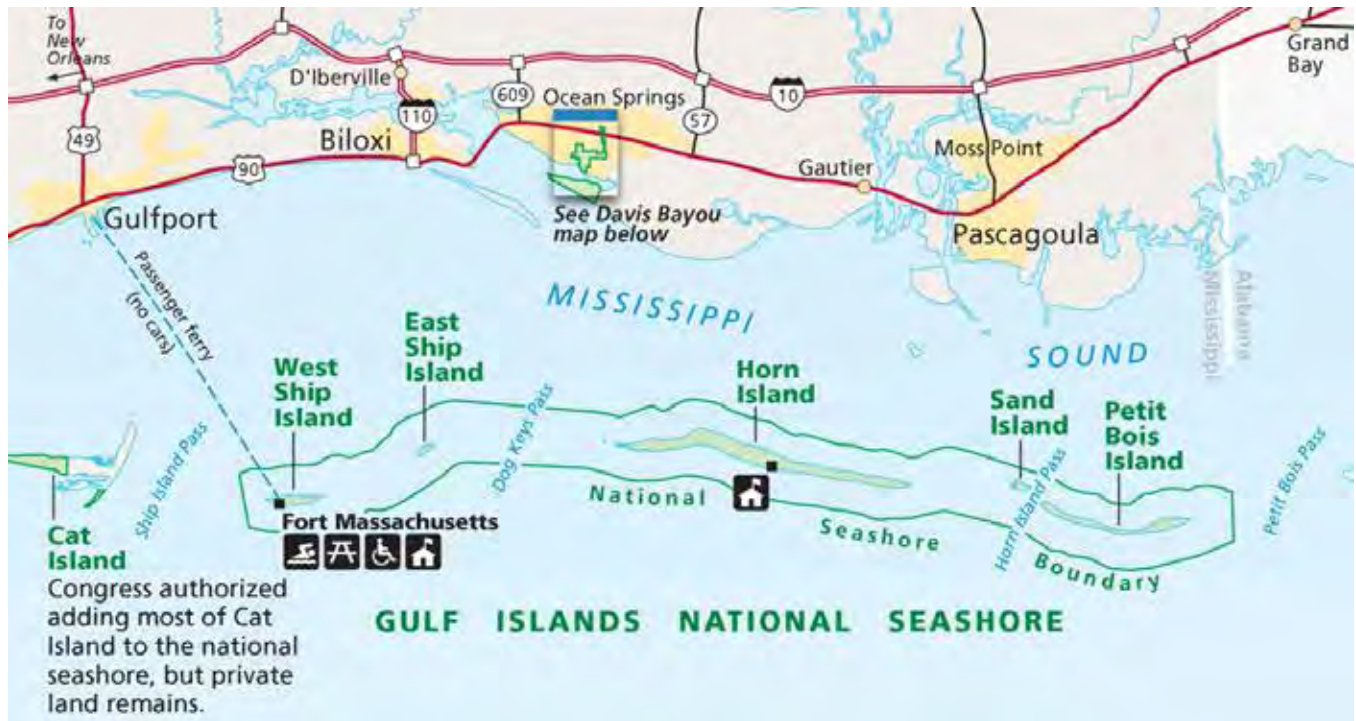 To
New
Orleans
49
D'Iberville
110
609
Ocean Springs
57
10
Grand
Bay
Biloxi
90
Gulfport
See Davis Bayou
map below
Gautier
Moss Point
Pascagoula
Mississippi
Alabama
Passenger ferry
(no cars)
MISSISSIPPI
SOUND
West
Ship
Island
East
Ship
Island
Horn
Island
Sand
Island
Petit
Bois
Island
Ship Island Pass
Dog Keys Pass
Horn Island Pass
Petit Bois Pass
National
Seashore
Boundary
Fort Massachusetts
Cat
Island
Congress authorized
adding most of Cat
Island to the national
seashore, but private
land remains.
GULF ISLANDS NATIONAL SEASHORE